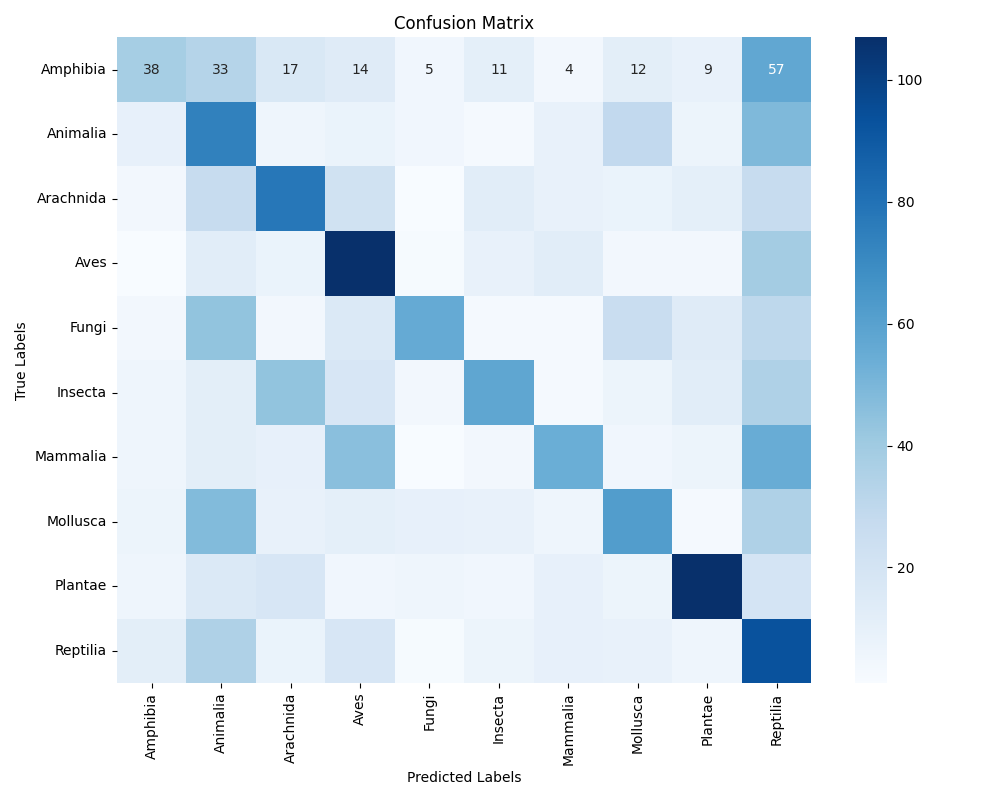 Confusion Matrix
True Labels
Amphibia 38 33 17 14 5 11 4 12 9 57
Animalia
Arachnida
Aves
Fungi
Insecta
Mammalia
Mollusca
Plantae
Reptilia
Amphibia Animalia Arachnida Aves Fungi Insecta Mammalia Mollusca Plantae Reptilia
Predicted Labels
100
80
60
40
20